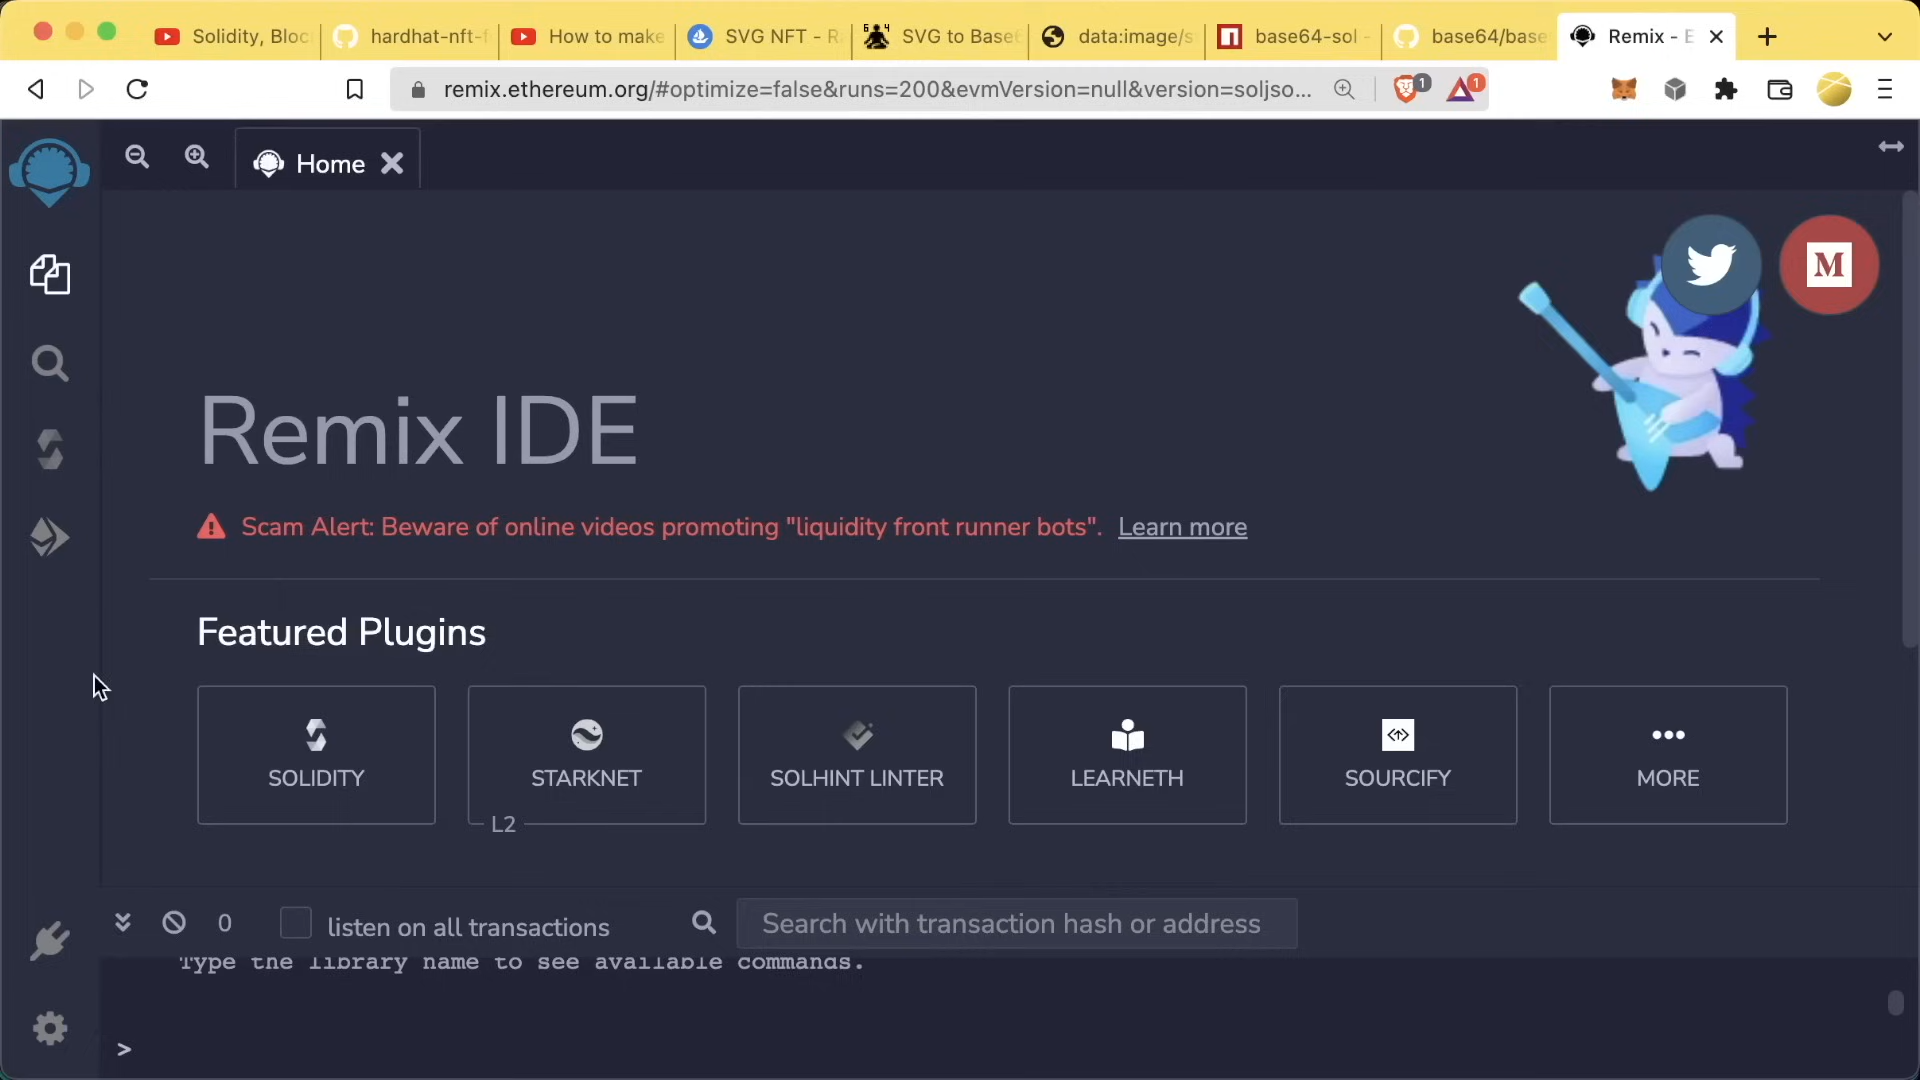 Solidity, Bloc
hardhat-nft-f
How to make
SVG NFT - R
SVG to Base6
data:image/s
base64-sol -
base64/base
Remix - E
remix.ethereum.org/#optimize=false&runs=200&evmVersion=null&version=soljso...
1
1
Home
M
Remix IDE
Scam Alert: Beware of online videos promoting "liquidity front runner bots". Learn more
Featured Plugins
SOLIDITY
STARKNET
SOLHINT LINTER
LEARNETH
SOURCIFY
MORE
L2
0
listen on all transactions
Search with transaction hash or address
Type the library name to see available commands.
>